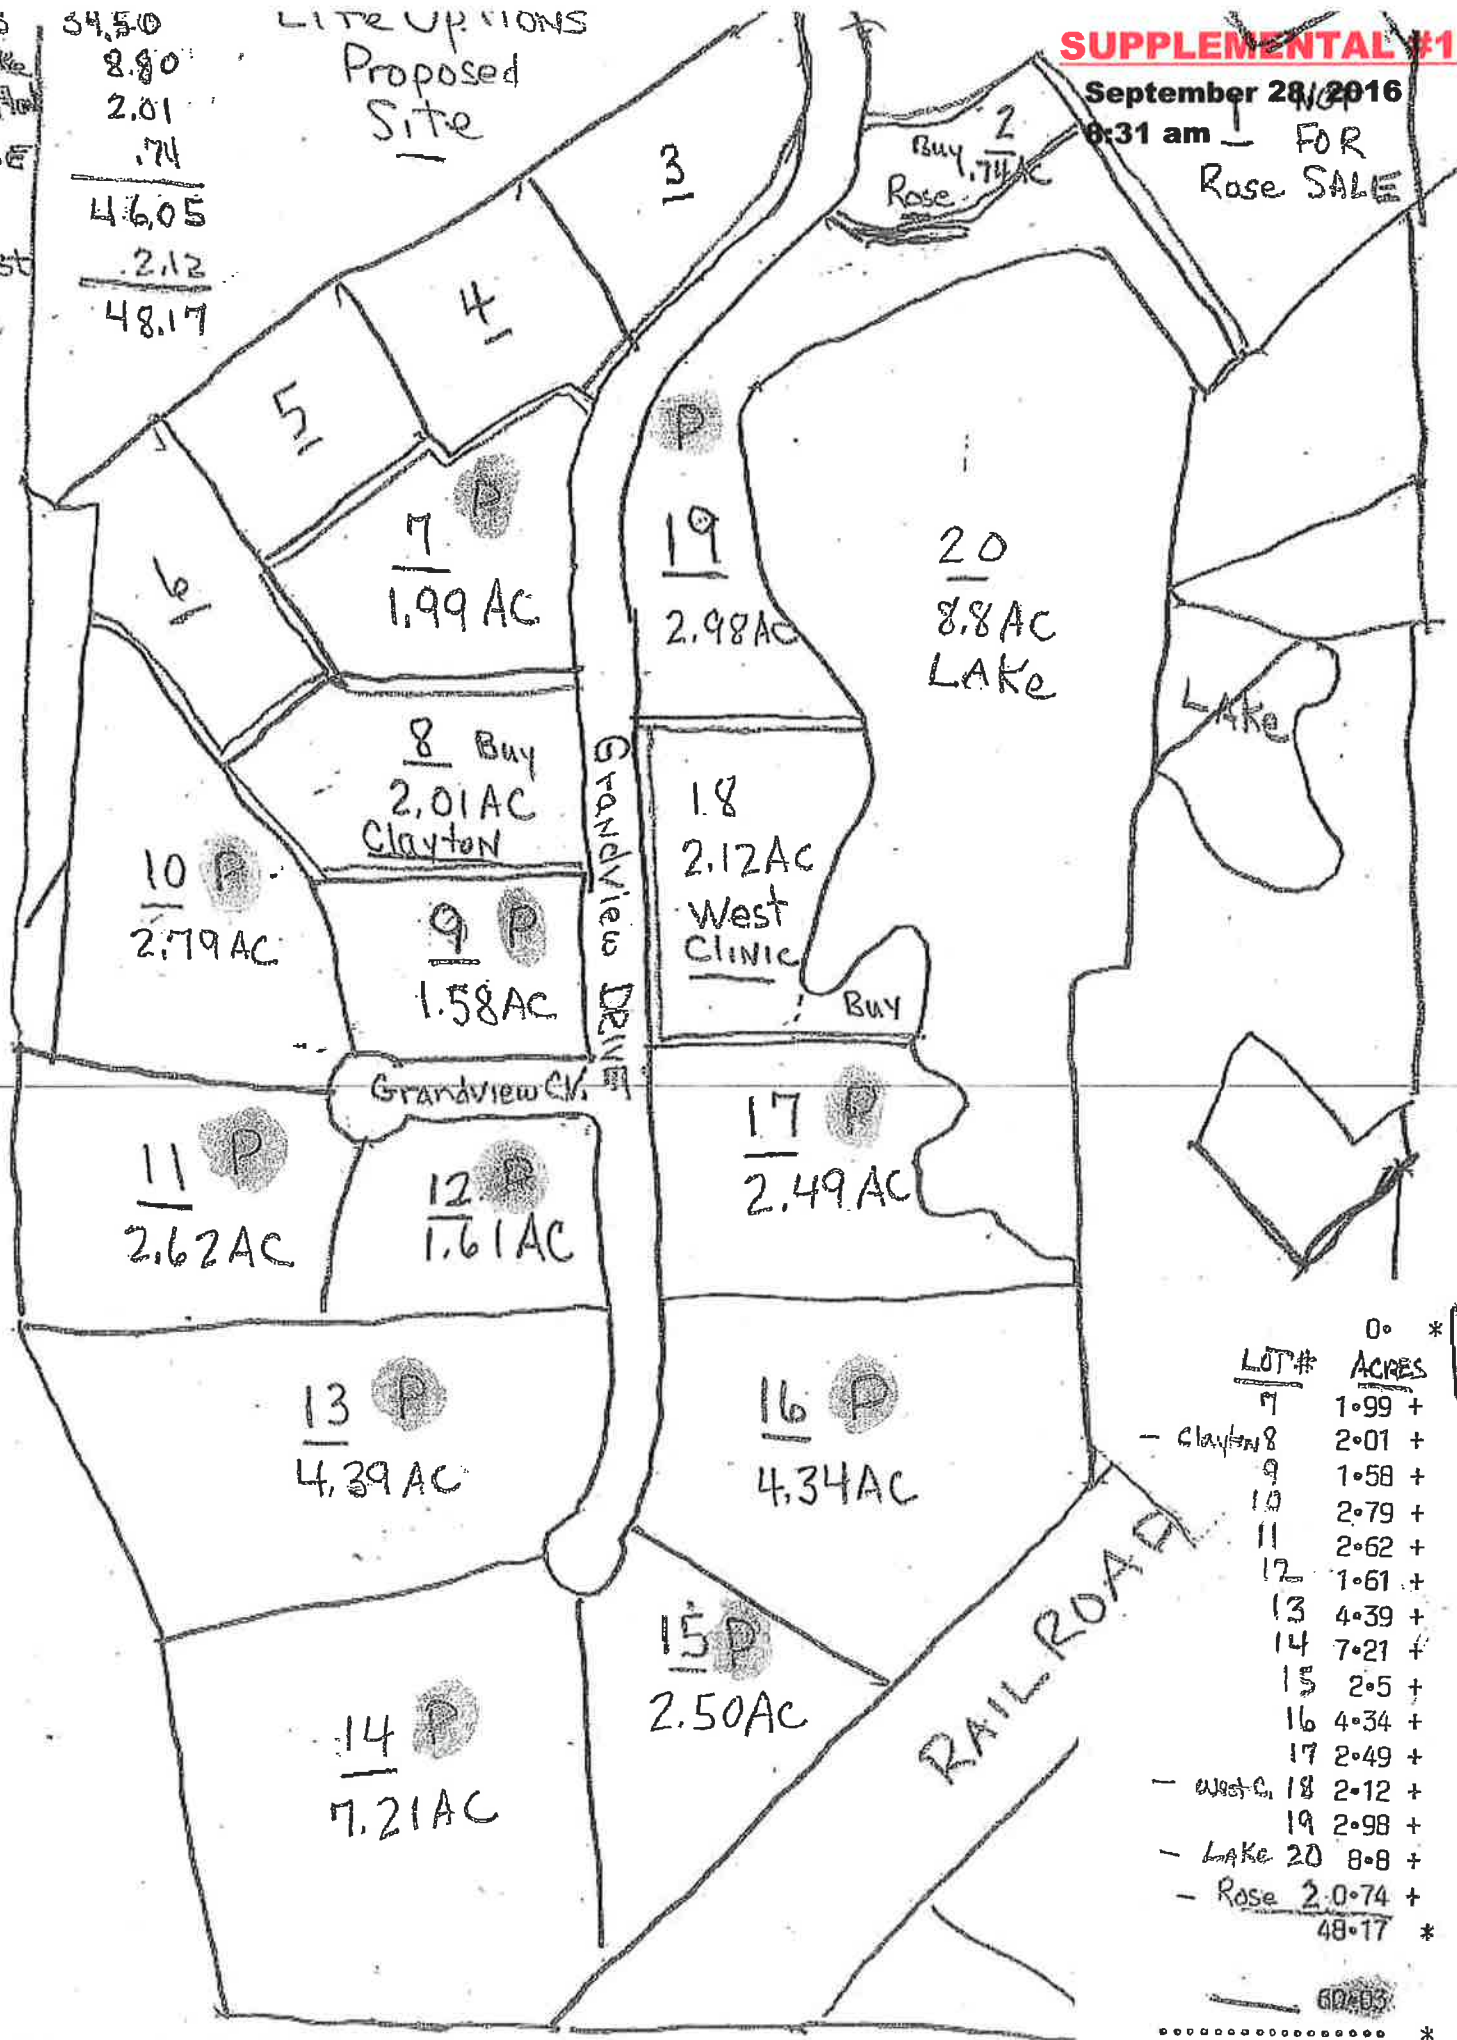 34.50
8.80
2.01
.74
46.05
2.12
48.17
Proposed
Site
SUPPLEMENTAL #1
September 28, 2016
8:31 am
1
FOR
Rose SALE
2
Buy .74 AC
Rose
3
4
5
6
P
7
1.99 AC
P
19
2.98 AC
20
8.8 AC
LAKe
LAKe
8 Buy
2.01 AC
Clayton
Grandview DRIVE
18
2.12 AC
West
CLINIC
Buy
10 P
2.79 AC
9 P
1.58 AC
Grandview CV.
11 P
2.62 AC
12 P
1.61 AC
17 P
2.49 AC
13 P
4.39 AC
16 P
4.34 AC
14 P
7.21 AC
15 P
2.50 AC
RAILROAD
0. *
LOT# ACRES
7 1.99 +
- Clayton 8 2.01 +
9 1.58 +
10 2.79 +
11 2.62 +
12 1.61 +
13 4.39 +
14 7.21 +
15 2.5 +
16 4.34 +
17 2.49 +
- West C. 18 2.12 +
19 2.98 +
- LAKe 20 8.8 +
- Rose 2 0.74 +
48.17 *
*